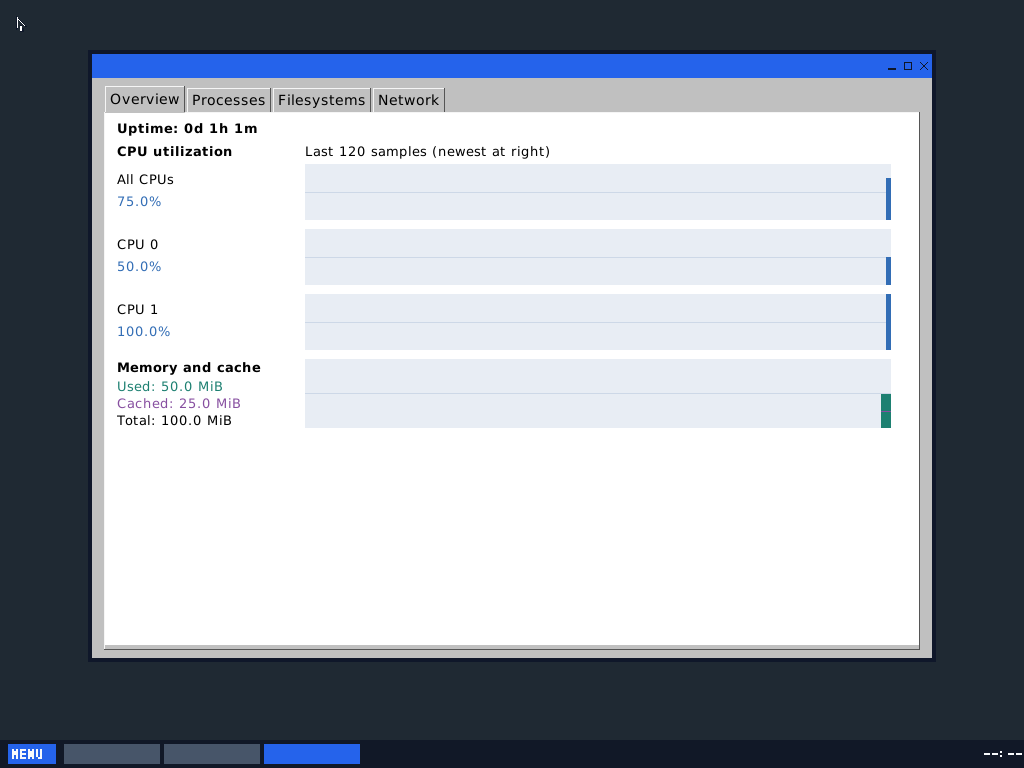 Overview Processes Filesystems Network
Uptime: 0d 1h 1m
CPU utilization Last 120 samples (newest at right)
All CPUs
75.0%
CPU 0
50.0%
CPU 1
100.0%
Memory and cache
Used: 50.0 MiB
Cached: 25.0 MiB
Total: 100.0 MiB
MENU --:--